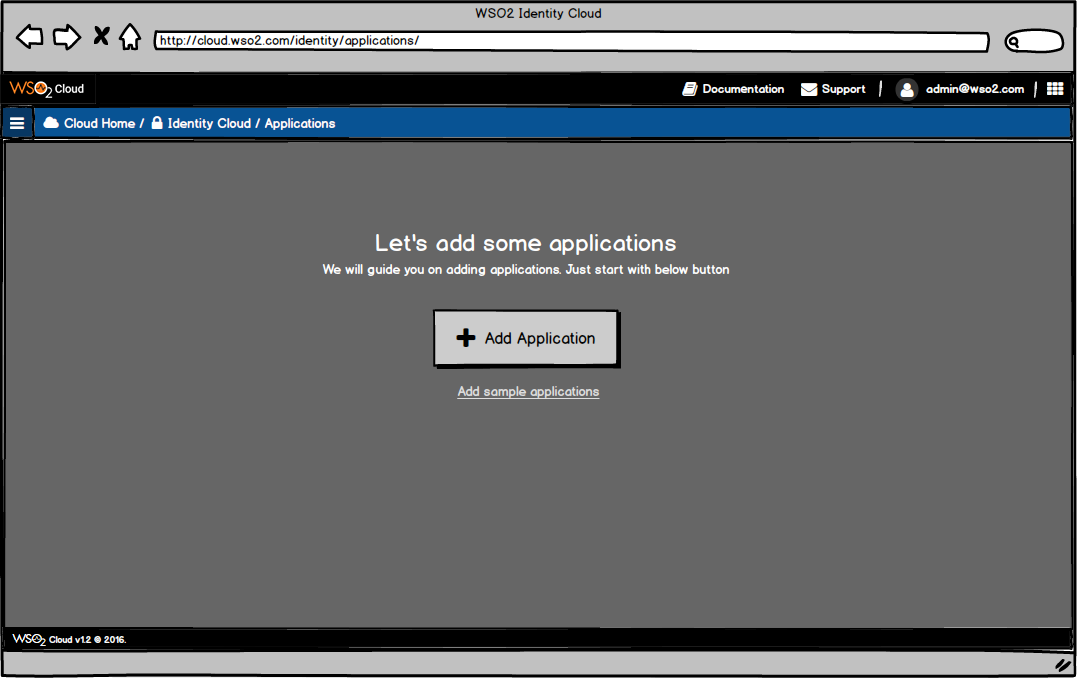 WSO2 Identity Cloud
http://cloud.wso2.com/identity/applications/
WSO2 Cloud Documentation Support | admin@wso2.com |
Cloud Home / Identity Cloud / Applications
Let's add some applications
We will guide you on adding applications. Just start with below button
Add Application
Add sample applications
WSO2 Cloud v1.2 © 2016.